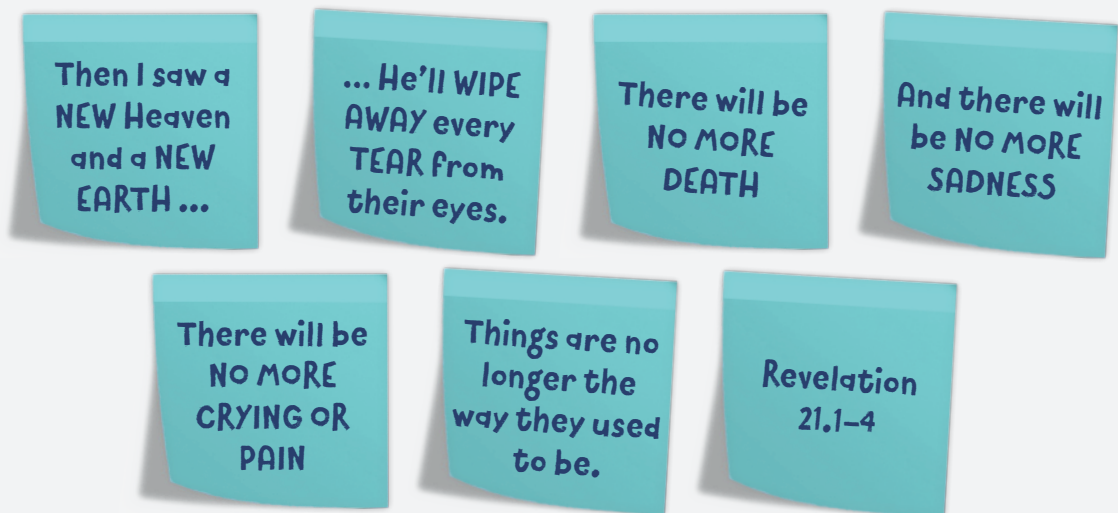 Then I saw a
NEW Heaven
and a NEW
EARTH ...
... He'll WIPE
AWAY every
TEAR from
their eyes.
There will be
NO MORE
DEATH
And there will
be NO MORE
SADNESS
There will be
NO MORE
CRYING OR
PAIN
Things are no
longer the
way they used
to be.
Revelation
21.1–4